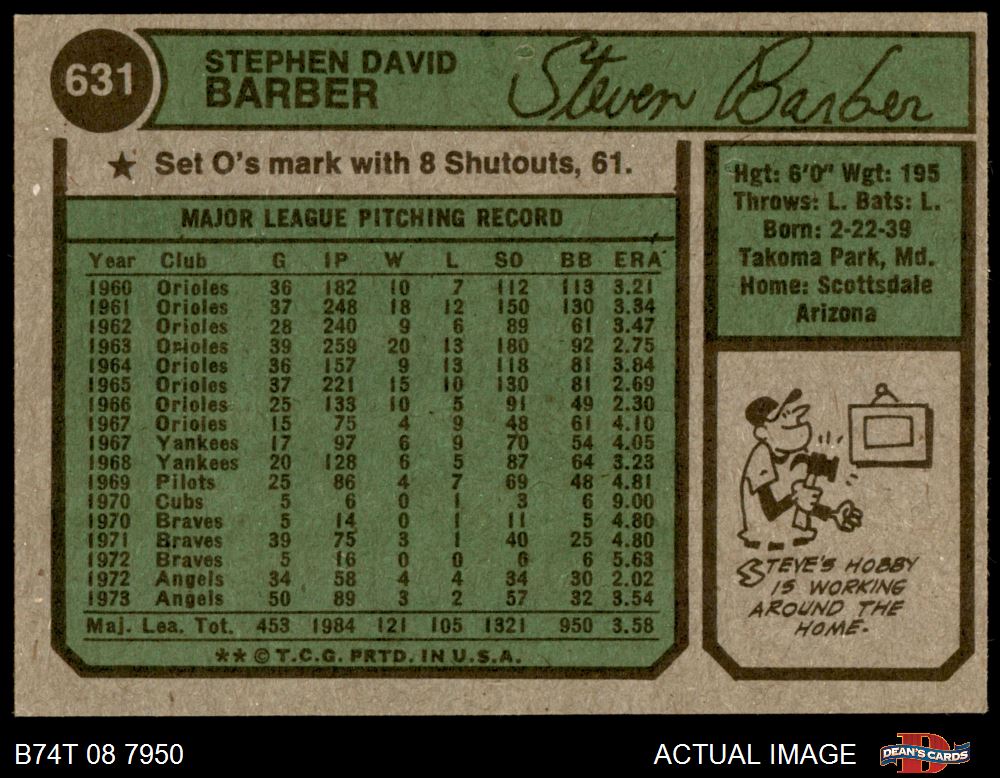 631
STEPHEN DAVID
BARBER
Steven Barber
★ Set O's mark with 8 Shutouts, 61.
MAJOR LEAGUE PITCHING RECORD
Year Club G IP W L SO BB ERA
1960 Orioles 36 182 10 7 112 113 3.21
1961 Orioles 37 248 18 12 150 130 3.34
1962 Orioles 28 240 9 6 89 61 3.47
1963 Orioles 39 259 20 13 180 92 2.75
1964 Orioles 36 157 9 13 118 81 3.84
1965 Orioles 37 221 15 10 130 81 2.69
1966 Orioles 25 133 10 5 91 49 2.30
1967 Orioles 15 75 4 9 48 61 4.10
1967 Yankees 17 97 6 9 70 54 4.05
1968 Yankees 20 128 6 5 87 64 3.23
1969 Pilots 25 86 4 7 69 48 4.81
1970 Cubs 5 6 0 1 3 6 9.00
1970 Braves 5 14 0 1 11 5 4.80
1971 Braves 39 75 3 1 40 25 4.80
1972 Braves 5 16 0 0 6 6 5.63
1972 Angels 34 58 4 4 34 30 2.02
1973 Angels 50 89 3 2 57 32 3.54
Maj. Lea. Tot. 453 1984 121 105 1321 950 3.58
** © T.C.G. PRTD. IN U.S.A.
Hgt: 6'0" Wgt: 195
Throws: L. Bats: L.
Born: 2-22-39
Takoma Park, Md.
Home: Scottsdale
Arizona
STEVE'S HOBBY
IS WORKING
AROUND THE
HOME.
B74T 08 7950
ACTUAL IMAGE
DEAN'S CARDS